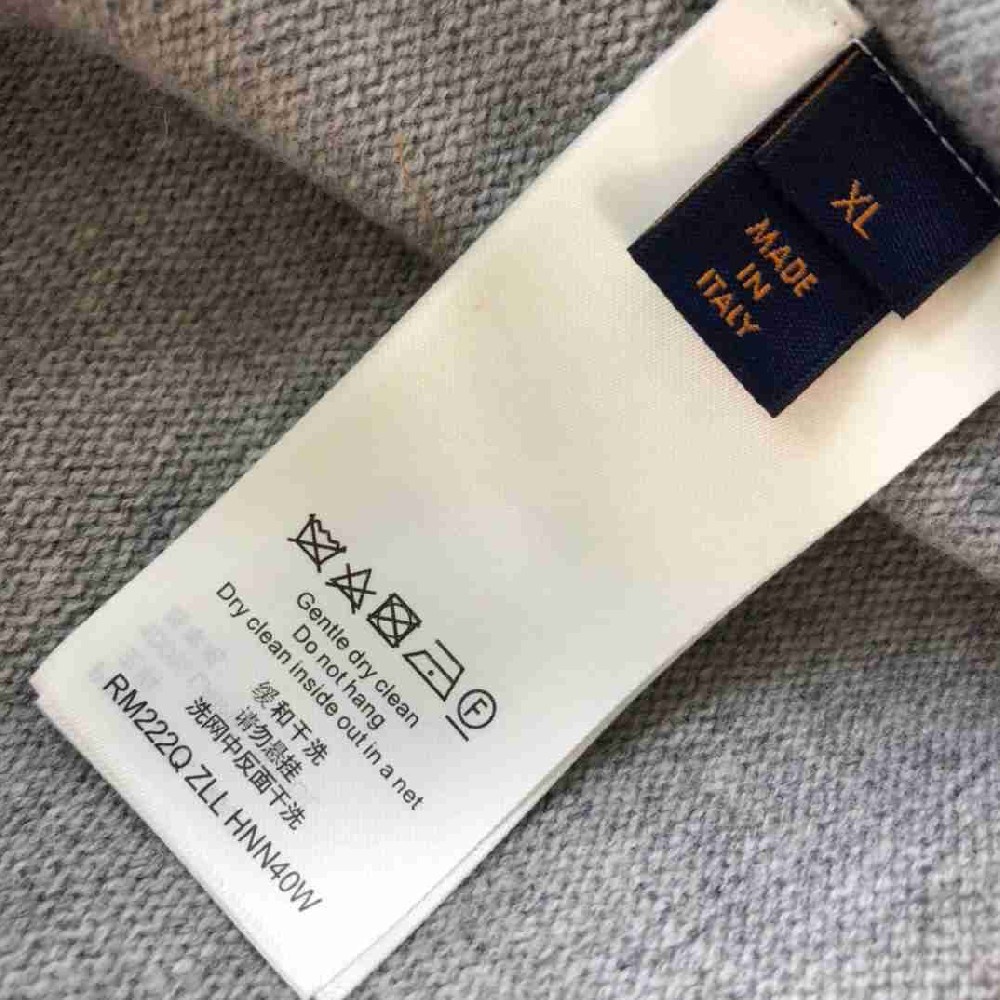 XL
MADE
IN
ITALY
F
Gentle dry clean
Do not hang
Dry clean inside out in a net
缓和干洗
请勿悬挂
洗网中反面干洗
RM222Q ZLL HNN40W